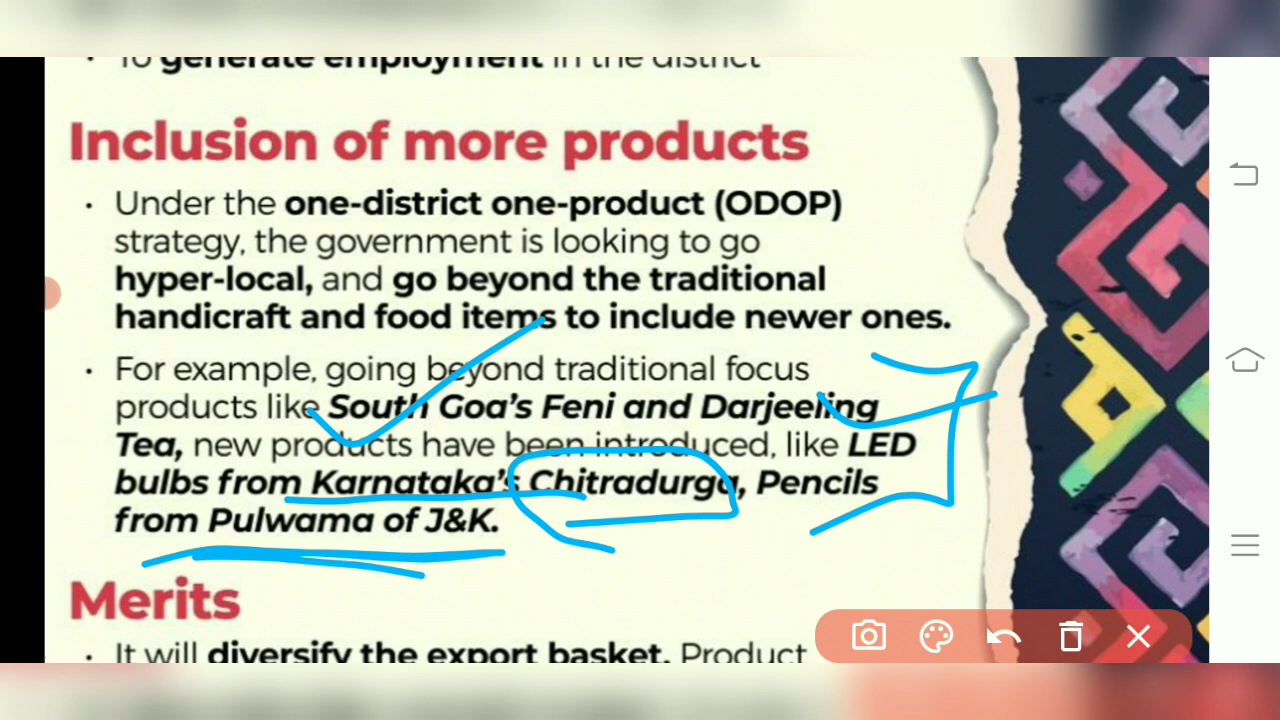 • To generate employment in the district
Inclusion of more products
• Under the one-district one-product (ODOP)
strategy, the government is looking to go
hyper-local, and go beyond the traditional
handicraft and food items to include newer ones.
• For example, going beyond traditional focus
products like South Goa's Feni and Darjeeling
Tea, new products have been introduced, like LED
bulbs from Karnataka's Chitradurga, Pencils
from Pulwama of J&K.
Merits
• It will diversify the export basket. Product